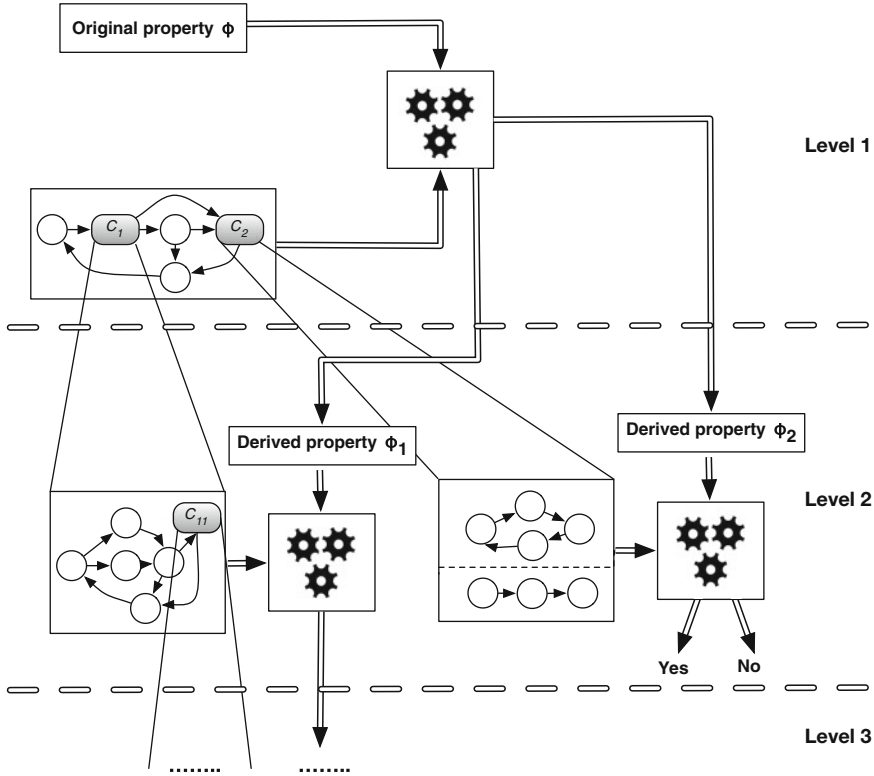 Original property ϕ
Level 1
C1
C2
Derived property ϕ1
Derived property ϕ2
Level 2
C11
Yes
No
Level 3